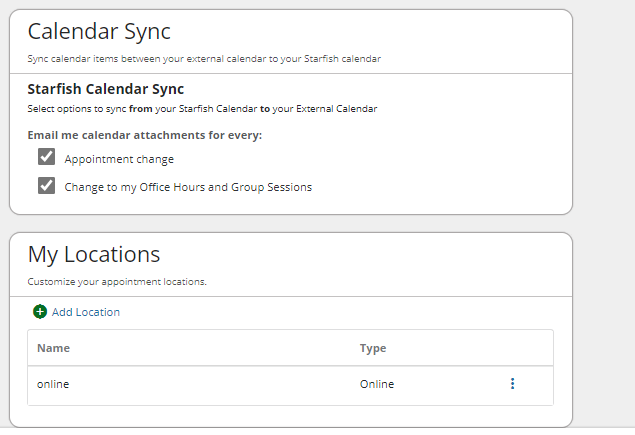 Calendar Sync
Sync calendar items between your external calendar to your Starfish calendar
Starfish Calendar Sync
Select options to sync from your Starfish Calendar to your External Calendar
Email me calendar attachments for every:
Appointment change
Change to my Office Hours and Group Sessions
My Locations
Customize your appointment locations.
Add Location
Name Type
online Online